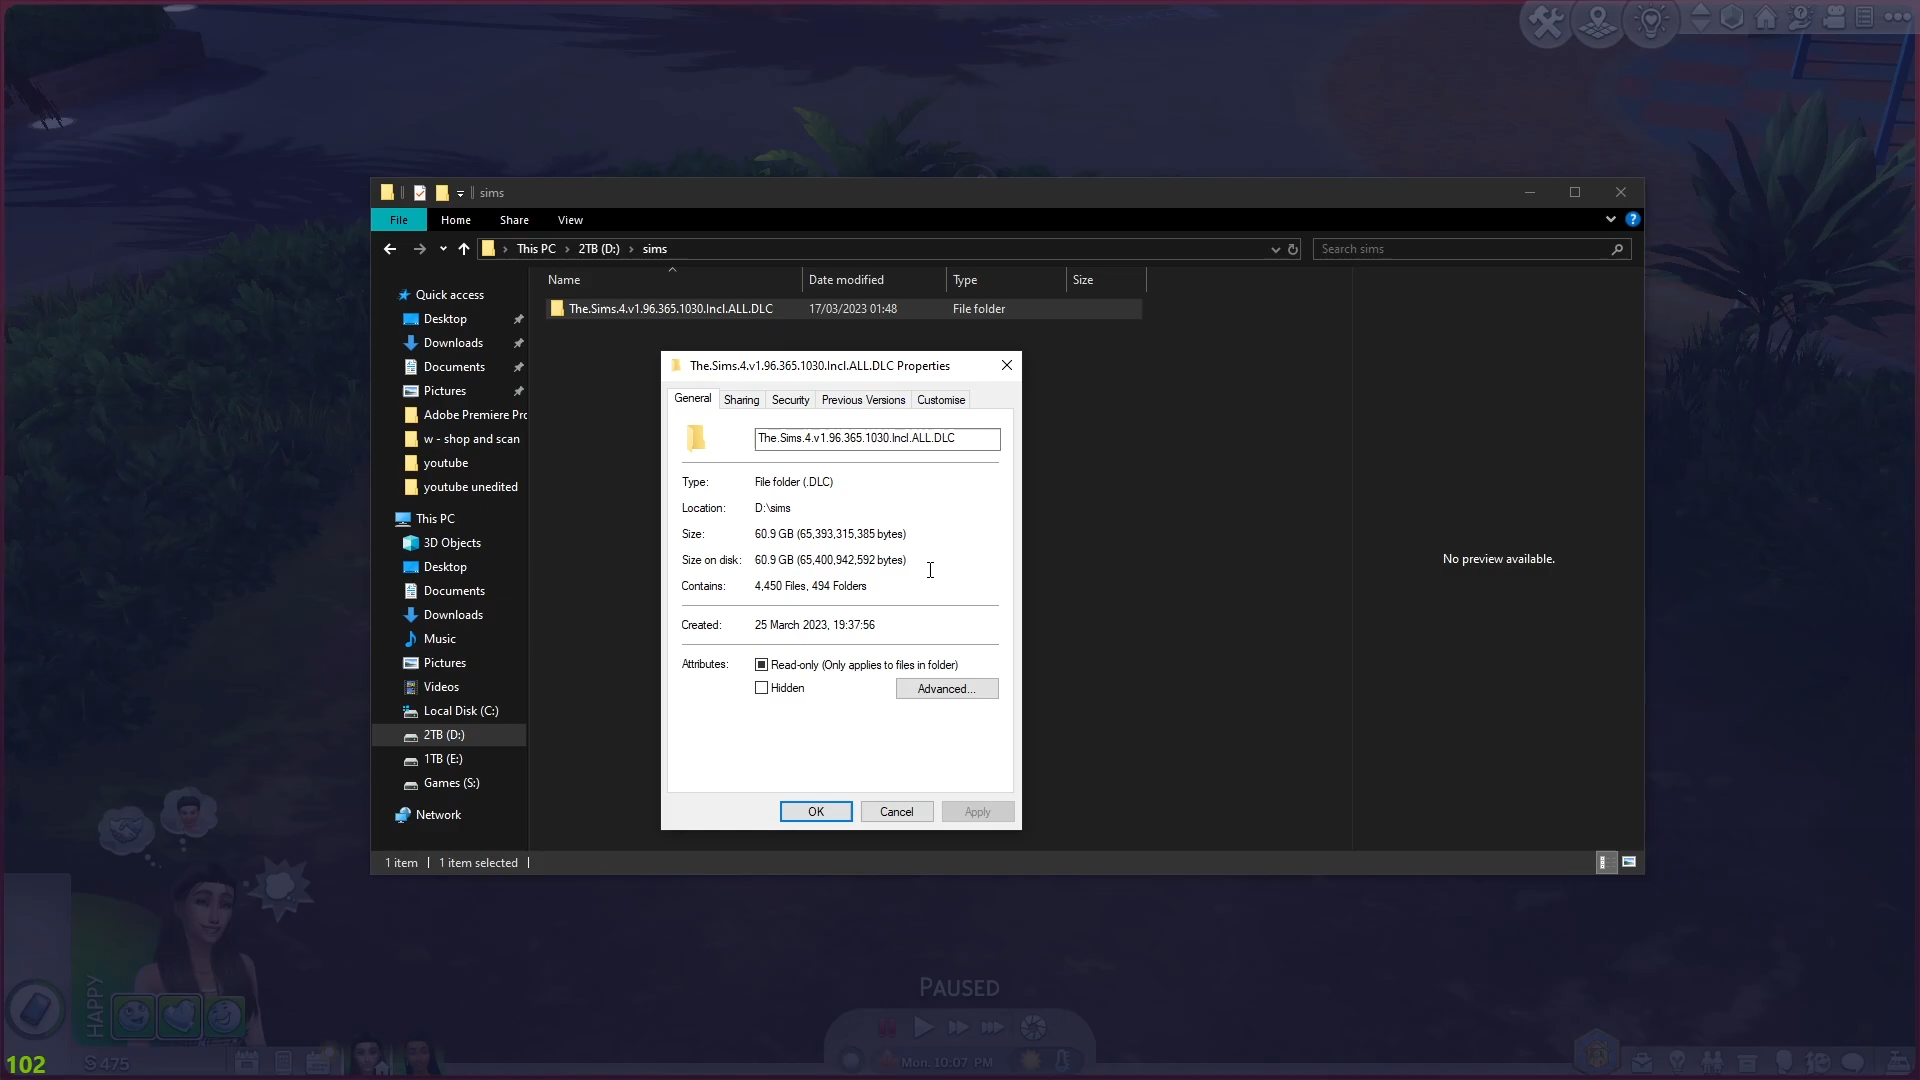 sims
File Home Share View
This PC 2TB (D:) sims
Search sims
Name Date modified Type Size
The.Sims.4.v1.96.365.1030.Incl.ALL.DLC 17/03/2023 01:48 File folder
Quick access
Desktop
Downloads
Documents
Pictures
Adobe Premiere Pro
w - shop and scan
youtube
youtube unedited
This PC
3D Objects
Desktop
Documents
Downloads
Music
Pictures
Videos
Local Disk (C:)
2TB (D:)
1TB (E:)
Games (S:)
Network
The.Sims.4.v1.96.365.1030.Incl.ALL.DLC Properties
General Sharing Security Previous Versions Customise
The.Sims.4.v1.96.365.1030.Incl.ALL.DLC
Type: File folder (.DLC)
Location: D:\sims
Size: 60.9 GB (65,393,315,385 bytes)
Size on disk: 60.9 GB (65,400,942,592 bytes)
Contains: 4,450 Files, 494 Folders
Created: 25 March 2023, 19:37:56
Attributes: Read-only (Only applies to files in folder)
Hidden Advanced...
OK Cancel Apply
No preview available.
1 item 1 item selected
PAUSED
HAPPY
Mon. 10:07 PM
102
§475